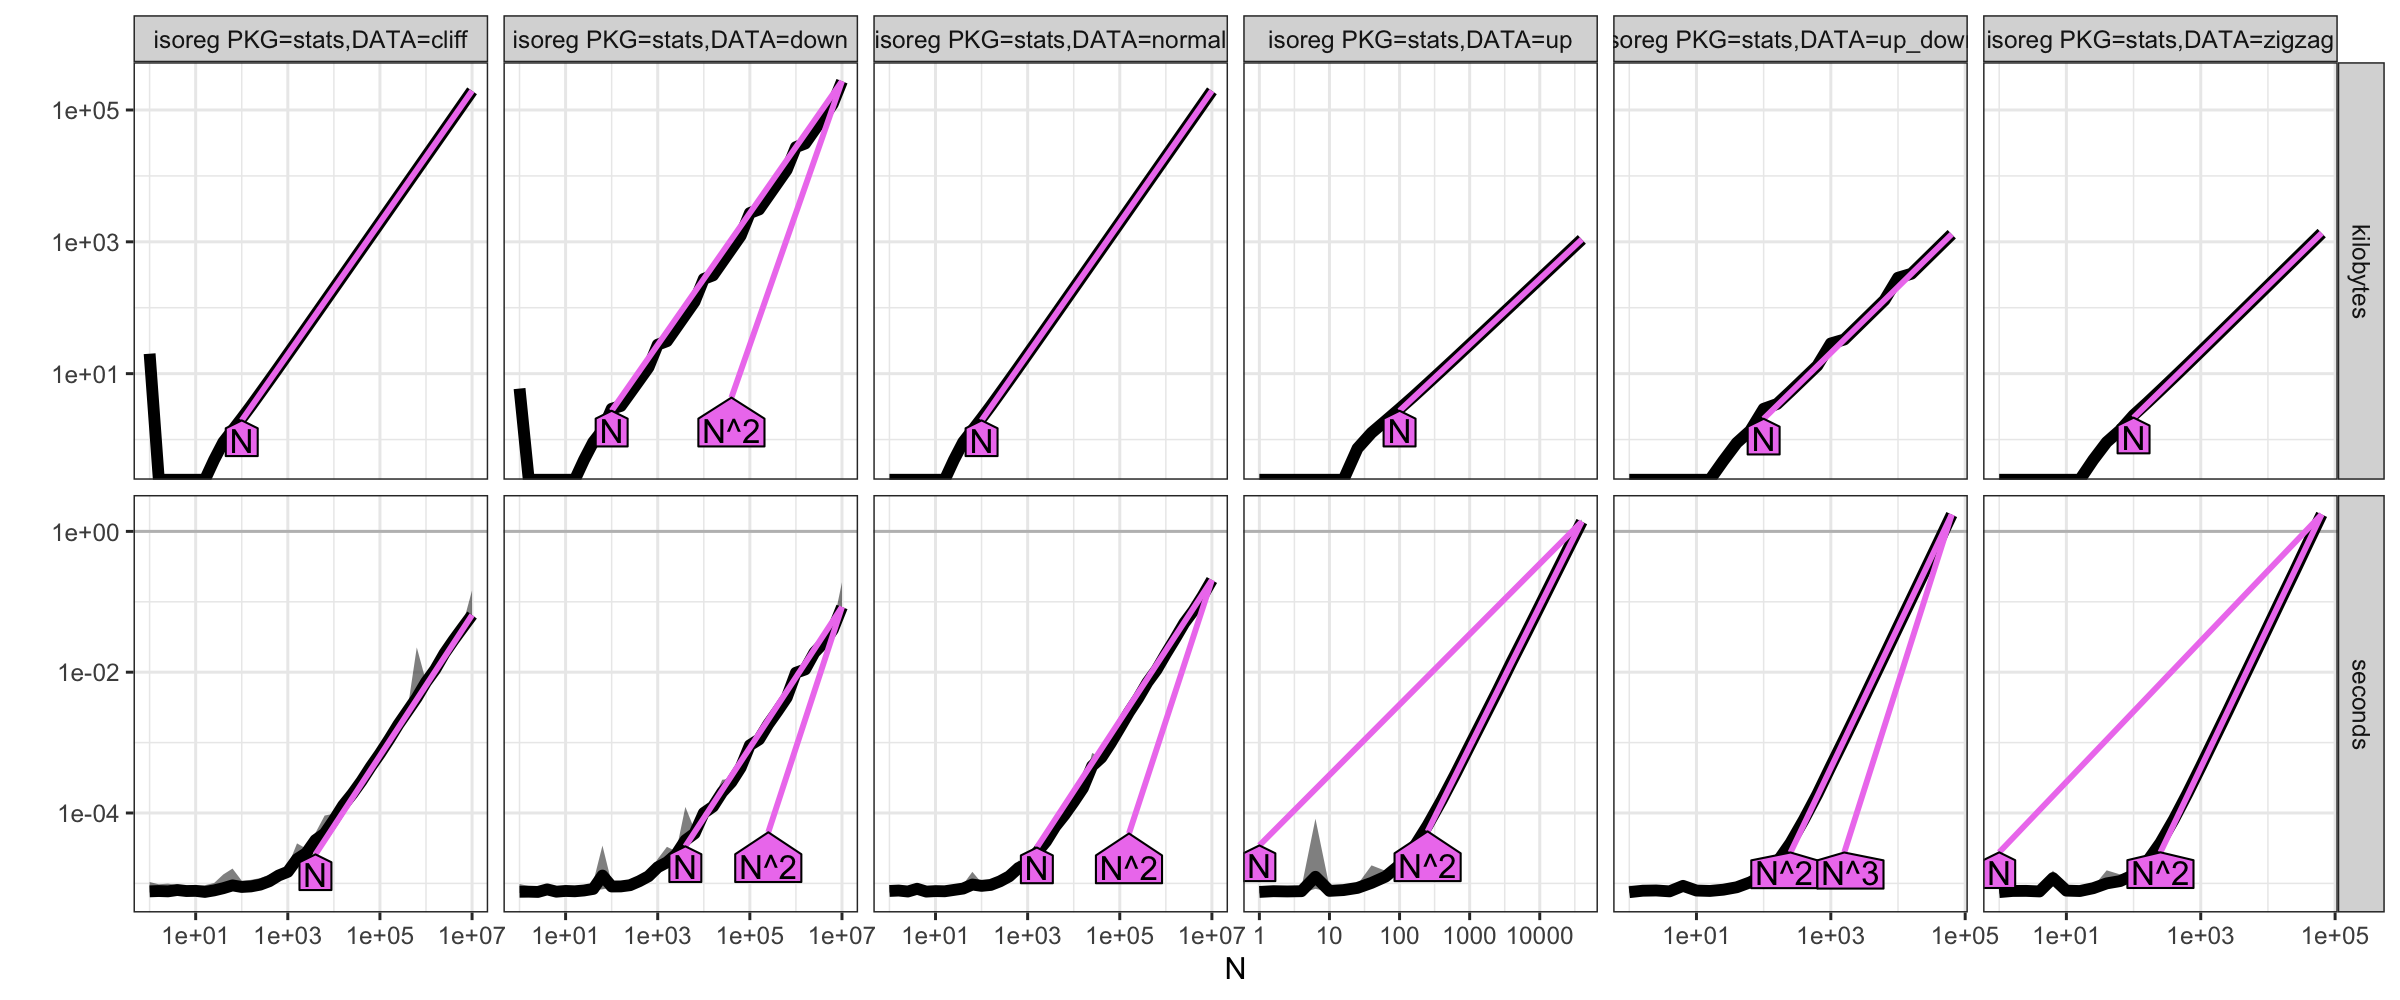 isoreg PKG=stats,DATA=cliff
isoreg PKG=stats,DATA=down
isoreg PKG=stats,DATA=normal
isoreg PKG=stats,DATA=up
soreg PKG=stats,DATA=up_dow
isoreg PKG=stats,DATA=zigzag
1e+05
1e+03
1e+01
N
N N^2
N
N
N
N
kilobytes
1e+00
1e-02
1e-04
N
N N^2
N N^2
N N^2
N^2 N^3
N N^2
seconds
1e+01 1e+03 1e+05 1e+07
1e+01 1e+03 1e+05 1e+07
1e+01 1e+03 1e+05 1e+07
1 10 100 1000 10000
1e+01 1e+03 1e+05
1e+01 1e+03 1e+05
N